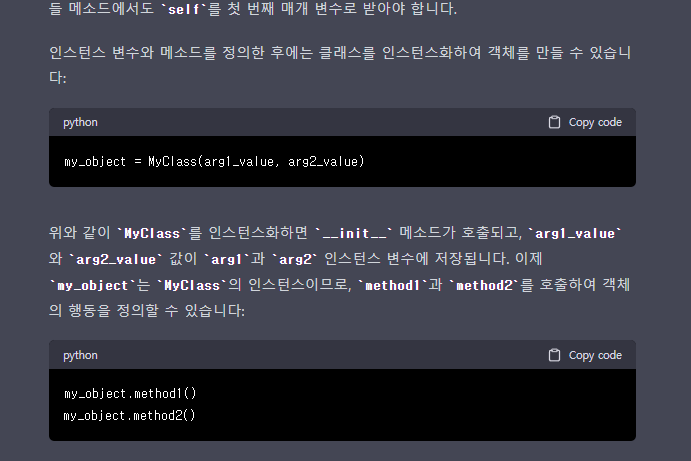 들 메소드에서도 `self`를 첫 번째 매개 변수로 받아야 합니다.
인스턴스 변수와 메소드를 정의한 후에는 클래스를 인스턴스화하여 객체를 만들 수 있습니
다:
python Copy code
my_object = MyClass(arg1_value, arg2_value)
위와 같이 `MyClass`를 인스턴스화하면 `__init__` 메소드가 호출되고, `arg1_value`
와 `arg2_value` 값이 `arg1`과 `arg2` 인스턴스 변수에 저장됩니다. 이제
`my_object`는 `MyClass`의 인스턴스이므로, `method1`과 `method2`를 호출하여 객체
의 행동을 정의할 수 있습니다:
python Copy code
my_object.method1()
my_object.method2()